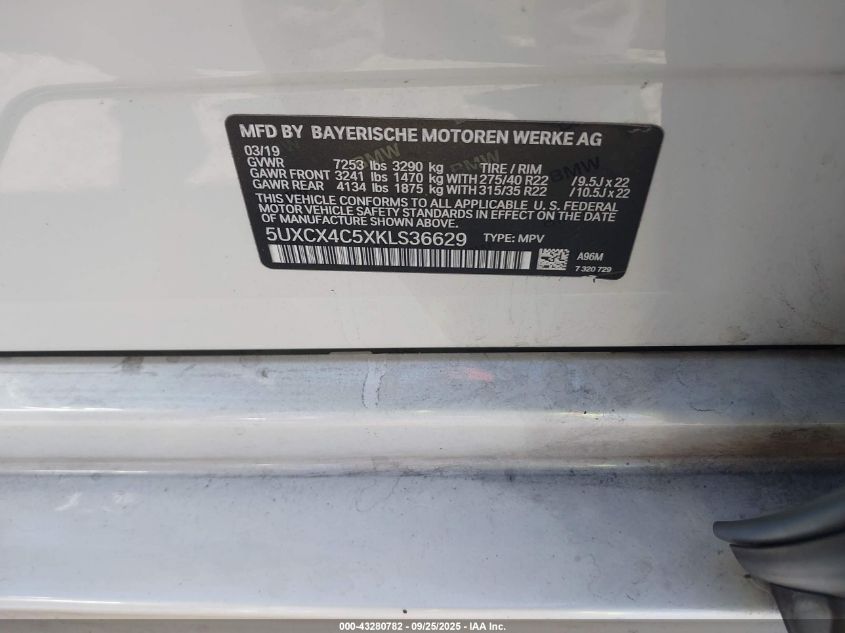 MFD BY BAYERISCHE MOTOREN WERKE AG
03/19
GVWR 7253 lbs 3290 kg TIRE / RIM
GAWR FRONT 3241 lbs 1470 kg WITH 275/40 R22 /9.5J x 22
GAWR REAR 4134 lbs 1875 kg WITH 315/35 R22 /10.5J x 22
THIS VEHICLE CONFORMS TO ALL APPLICABLE U. S. FEDERAL
MOTOR VEHICLE SAFETY STANDARDS IN EFFECT ON THE DATE
OF MANUFACTURE SHOWN ABOVE.
5UXCX4C5XKLS36629 TYPE: MPV
A96M
7 320 729
BMW BMW BMW
000-43280782 - 09/25/2025 - IAA Inc.